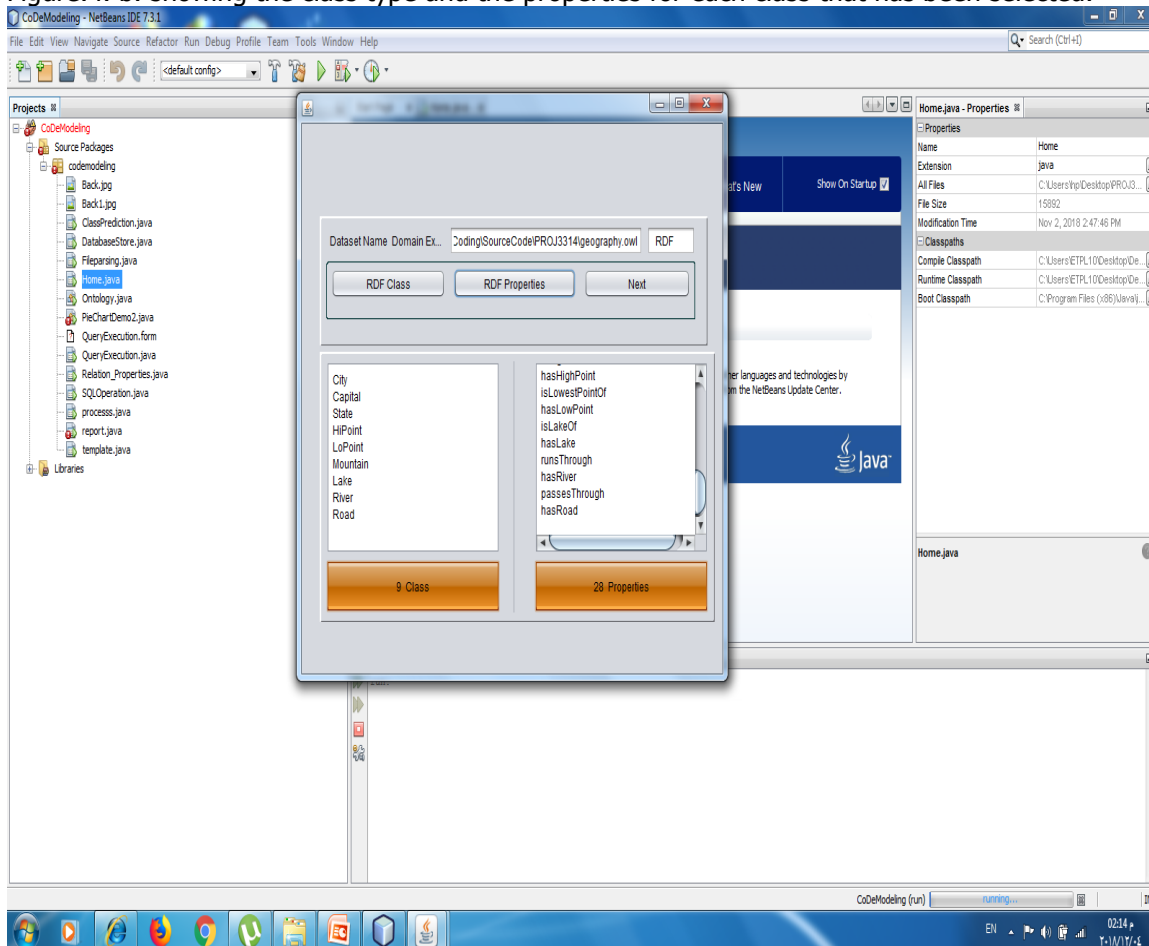 CoDeModeling - NetBeans IDE 7.3.1
File Edit View Navigate Source Refactor Run Debug Profile Team Tools Window Help
Search (Ctrl+I)
<default config>
Projects
CoDeModeling
Source Packages
codemodeling
Back.jpg
Back1.jpg
ClassPrediction.java
DatabaseStore.java
Fileparsing.java
Home.java
Ontology.java
PieChartDemo2.java
QueryExecution.form
QueryExecution.java
Relation_Properties.java
SQLOperation.java
processs.java
report.java
template.java
Libraries
Dataset Name Domain Ex... Coding\SourceCode\PROJ3314\geography.owl RDF
RDF Class RDF Properties Next
City
Capital
State
HiPoint
LoPoint
Mountain
Lake
River
Road
hasHighPoint
isLowestPointOf
hasLowPoint
isLakeOf
hasLake
runsThrough
hasRiver
passesThrough
hasRoad
9 Class
28 Properties
at's New Show On Startup
her languages and technologies by
om the NetBeans Update Center.
Java
Home.java - Properties
Properties
Name Home
Extension java
All Files C:\Users\hp\Desktop\PROJ3...
File Size 15892
Modification Time Nov 2, 2018 2:47:46 PM
Classpaths
Compile Classpath C:\Users\ETPL10\Desktop\De...
Runtime Classpath C:\Users\ETPL10\Desktop\De...
Boot Classpath C:\Program Files (x86)\Java\j...
Home.java
CoDeModeling (run) running...
EN
02:14 م
٢٠١٨/١٢/٠٤